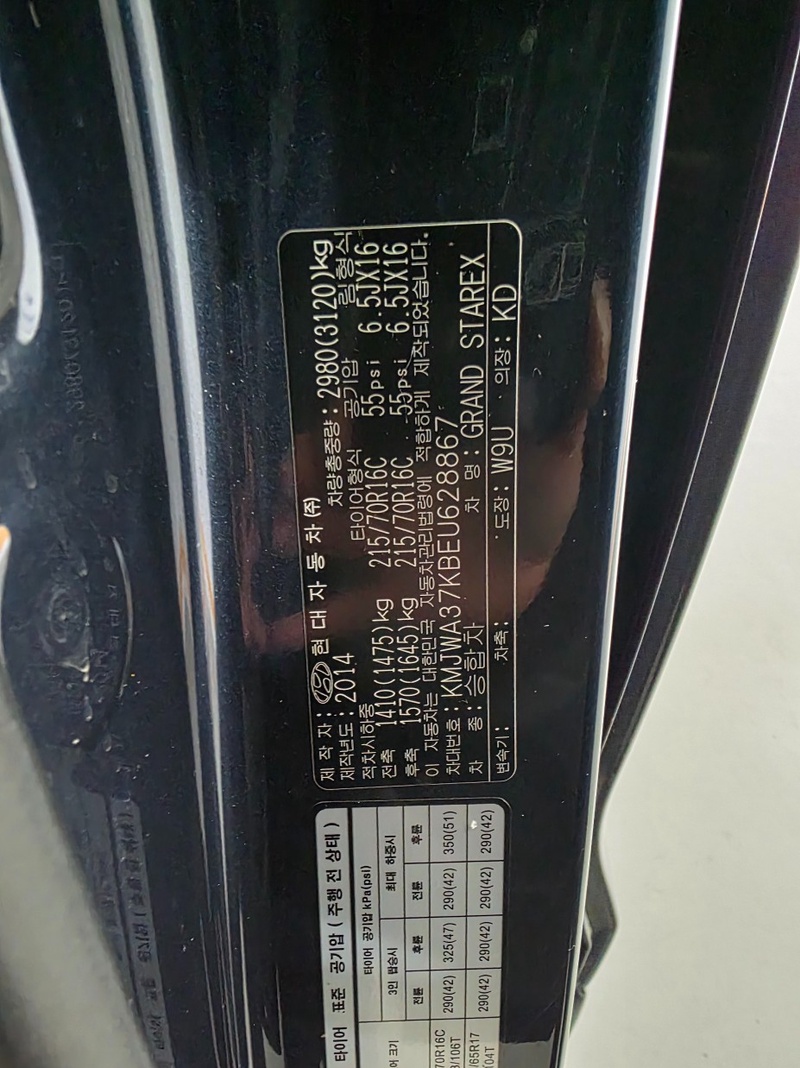 제 작 자: 현 대 자 동 차 (주)
제작년도: 2014 차량총중량: 2980(3120)kg
적차시하중 타이어형식 공기압 림형식
전축 1410(1475)kg 215/70R16C 55psi 6.5JX16
후축 1570(1645)kg 215/70R16C 55psi 6.5JX16
이 자동차는 대한민국 자동차관리법령에 적합하게 제작되었습니다.
차대번호: KMJWA37KBEU628867
차 종: 승합차 차 명: GRAND STAREX
변속기: 차축: 도장: W9U 의장: KD
타이어 표준 공기압 ( 주행 전 상태 )
어 크기 타이어 공기압 kPa(psi)
3인 탑승시 최대 하중시
전륜 후륜 전륜 후륜
70R16C 290(42) 325(47) 290(42) 350(51)
/106T
/65R17 290(42) 290(42) 290(42) 290(42)
04T